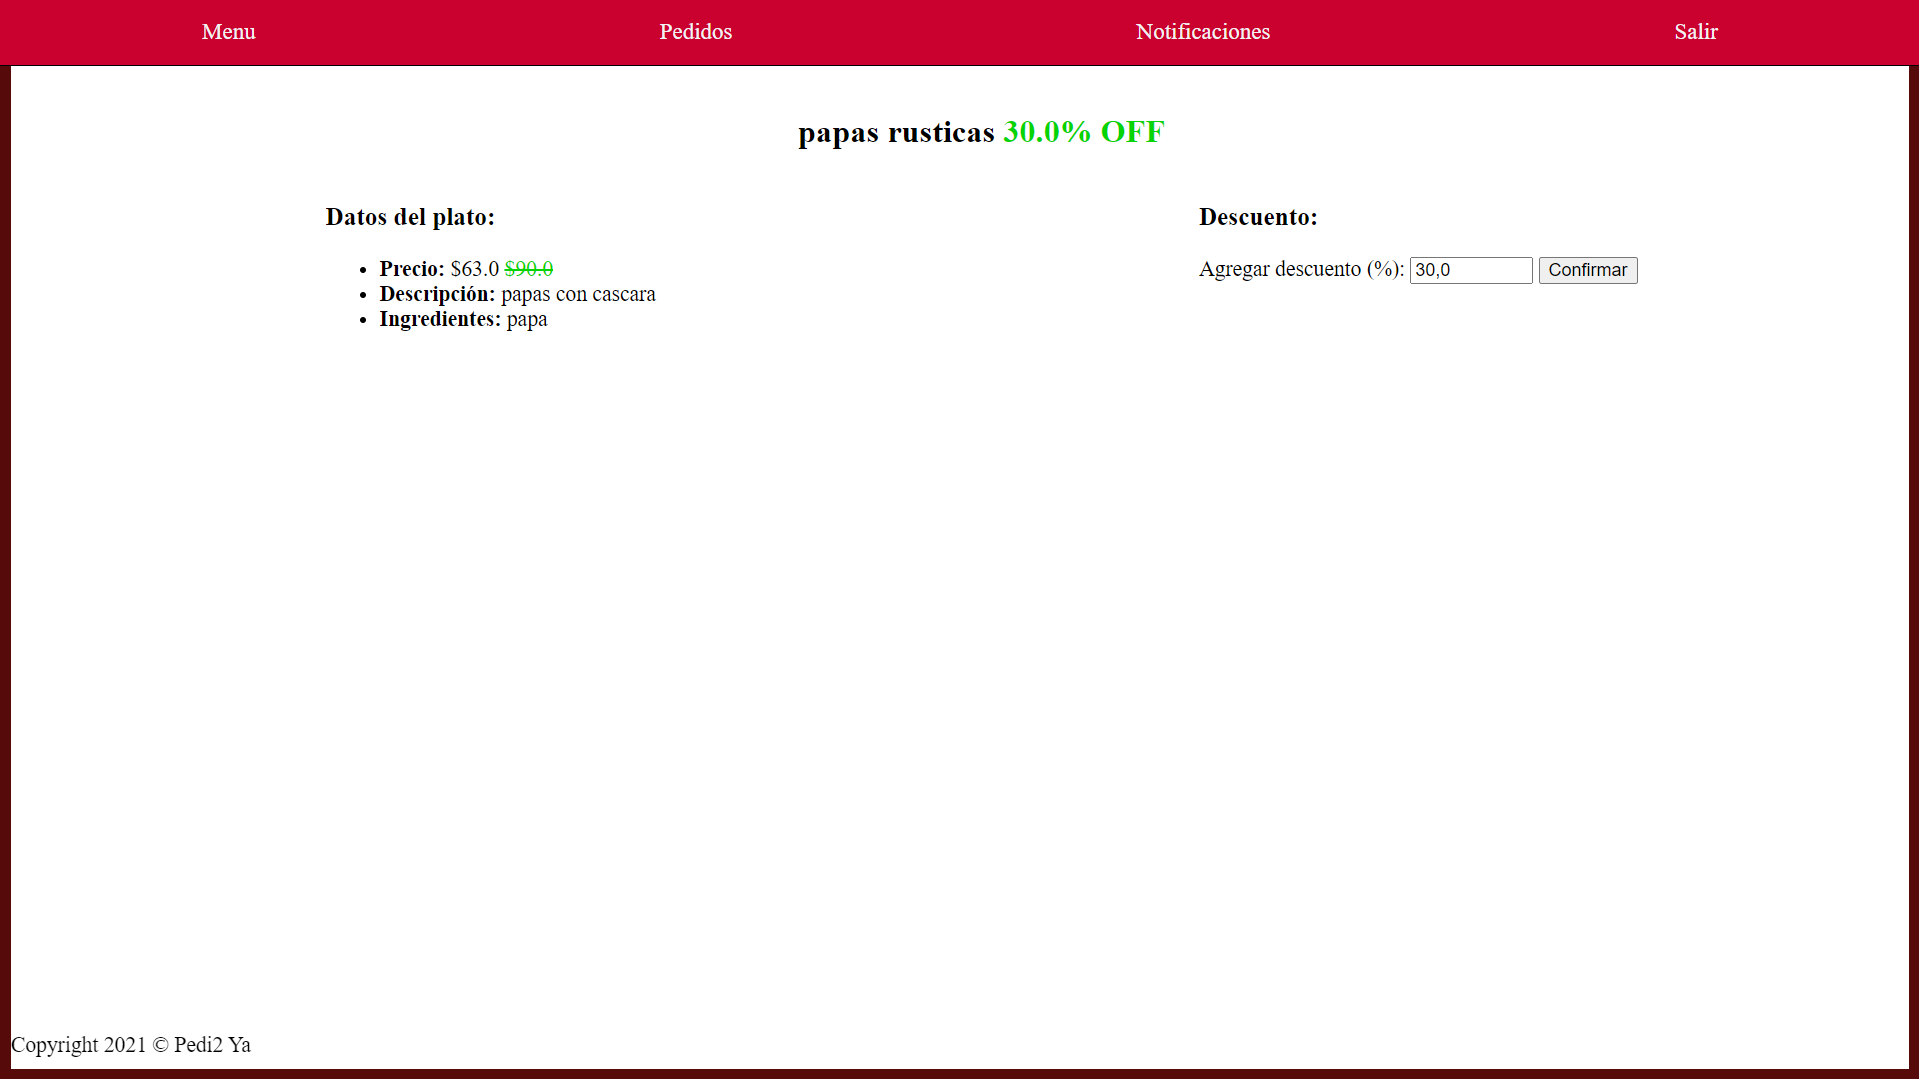 Menu Pedidos Notificaciones Salir
papas rusticas 30.0% OFF
Datos del plato:
Precio: $63.0 $90.0
Descripción: papas con cascara
Ingredientes: papa
Descuento:
Agregar descuento (%): 30,0 Confirmar
Copyright 2021 © Pedi2 Ya